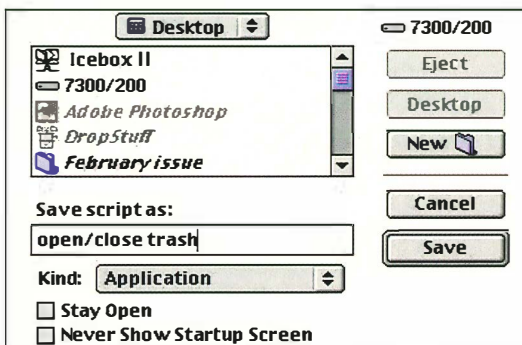 Desktop
7300/200
Icebox II
7300/200
Adobe Photoshop
DropStuff
February issue
Eject
Desktop
New
Save script as:
open/close trash
Cancel
Save
Kind: Application
Stay Open
Never Show Startup Screen